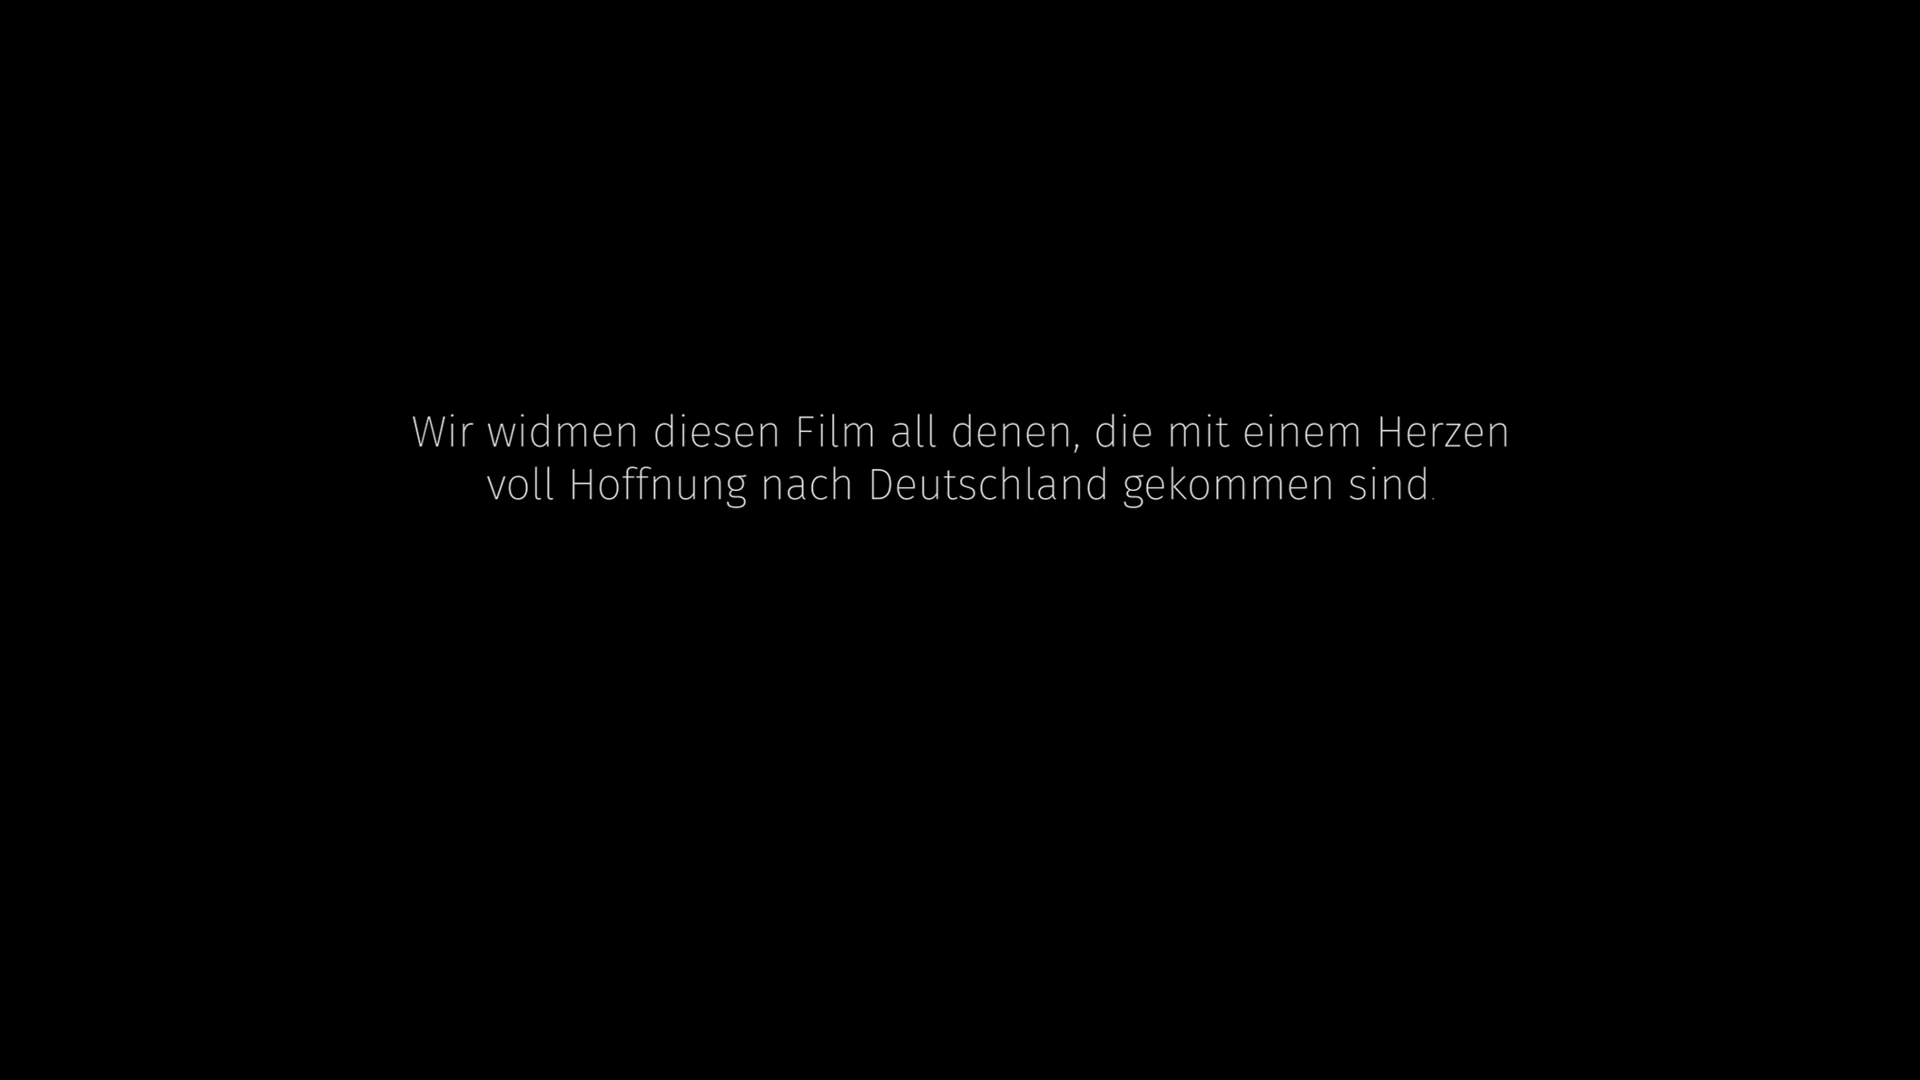 Wir widmen diesen Film all denen, die mit einem Herzen
voll Hoffnung nach Deutschland gekommen sind.